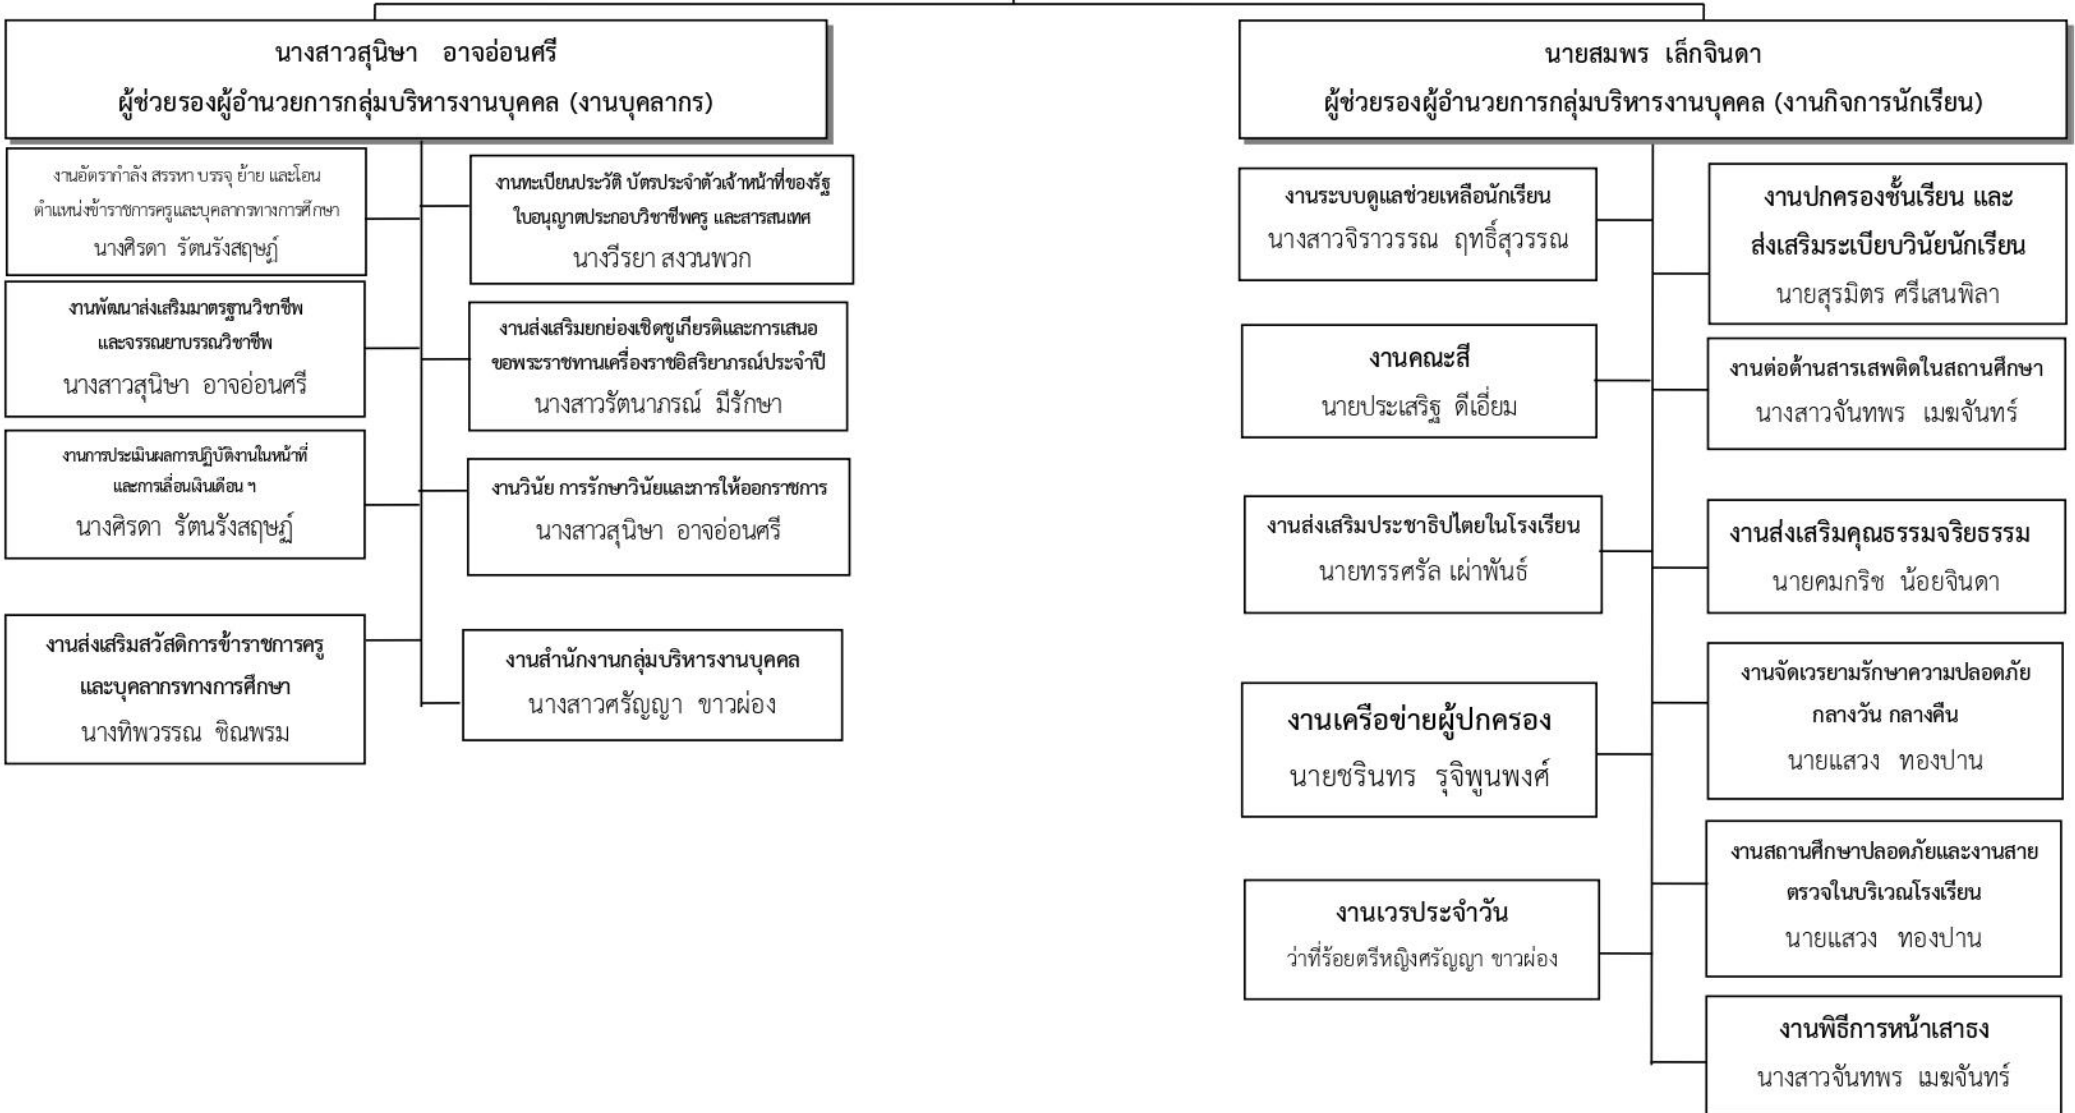 นางสาวสุนิษา อาจอ่อนศรี
ผู้ช่วยรองผู้อำนวยการกลุ่มบริหารงานบุคคล (งานบุคลากร)
งานอัตรากำลัง สรรหา บรรจุ ย้าย และโอน
ตำแหน่งข้าราชการครูและบุคลากรทางการศึกษา
นางศิรดา รัตนรังสฤษฏ์
งานทะเบียนประวัติ บัตรประจำตัวเจ้าหน้าที่ของรัฐ
ใบอนุญาตประกอบวิชาชีพครู และสารสนเทศ
นางวีรยา สงวนพวก
งานพัฒนาส่งเสริมมาตรฐานวิชาชีพ
และจรรณยาบรรณวิชาชีพ
นางสาวสุนิษา อาจอ่อนศรี
งานส่งเสริมยกย่องเชิดชูเกียรติและการเสนอ
ขอพระราชทานเครื่องราชอิสริยาภรณ์ประจำปี
นางสาวรัตนาภรณ์ มีรักษา
งานการประเมินผลการปฏิบัติงานในหน้าที่
และการเลื่อนเงินเดือน ฯ
นางศิรดา รัตนรังสฤษฏ์
งานวินัย การรักษาวินัยและการให้ออกราชการ
นางสาวสุนิษา อาจอ่อนศรี
งานส่งเสริมสวัสดิการข้าราชการครู
และบุคลากรทางการศึกษา
นางทิพวรรณ ชิณพรม
งานสำนักงานกลุ่มบริหารงานบุคคล
นางสาวศรัญญา ขาวผ่อง
นายสมพร เล็กจินดา
ผู้ช่วยรองผู้อำนวยการกลุ่มบริหารงานบุคคล (งานกิจการนักเรียน)
งานระบบดูแลช่วยเหลือนักเรียน
นางสาวจิราวรรณ ฤทธิ์สุวรรณ
งานปกครองชั้นเรียน และ
ส่งเสริมระเบียบวินัยนักเรียน
นายสุรมิตร ศรีเสนพิลา
งานคณะสี
นายประเสริฐ ดีเอี่ยม
งานต่อต้านสารเสพติดในสถานศึกษา
นางสาวจันทพร เมฆจันทร์
งานส่งเสริมประชาธิปไตยในโรงเรียน
นายทรรศรัล เผ่าพันธ์
งานส่งเสริมคุณธรรมจริยธรรม
นายคมกริช น้อยจินดา
งานเครือข่ายผู้ปกครอง
นายชรินทร รุจิพูนพงศ์
งานจัดเวรยามรักษาความปลอดภัย
กลางวัน กลางคืน
นายแสวง ทองปาน
งานสถานศึกษาปลอดภัยและงานสาย
ตรวจในบริเวณโรงเรียน
นายแสวง ทองปาน
งานเวรประจำวัน
ว่าที่ร้อยตรีหญิงศรัญญา ขาวผ่อง
งานพิธีการหน้าเสาธง
นางสาวจันทพร เมฆจันทร์